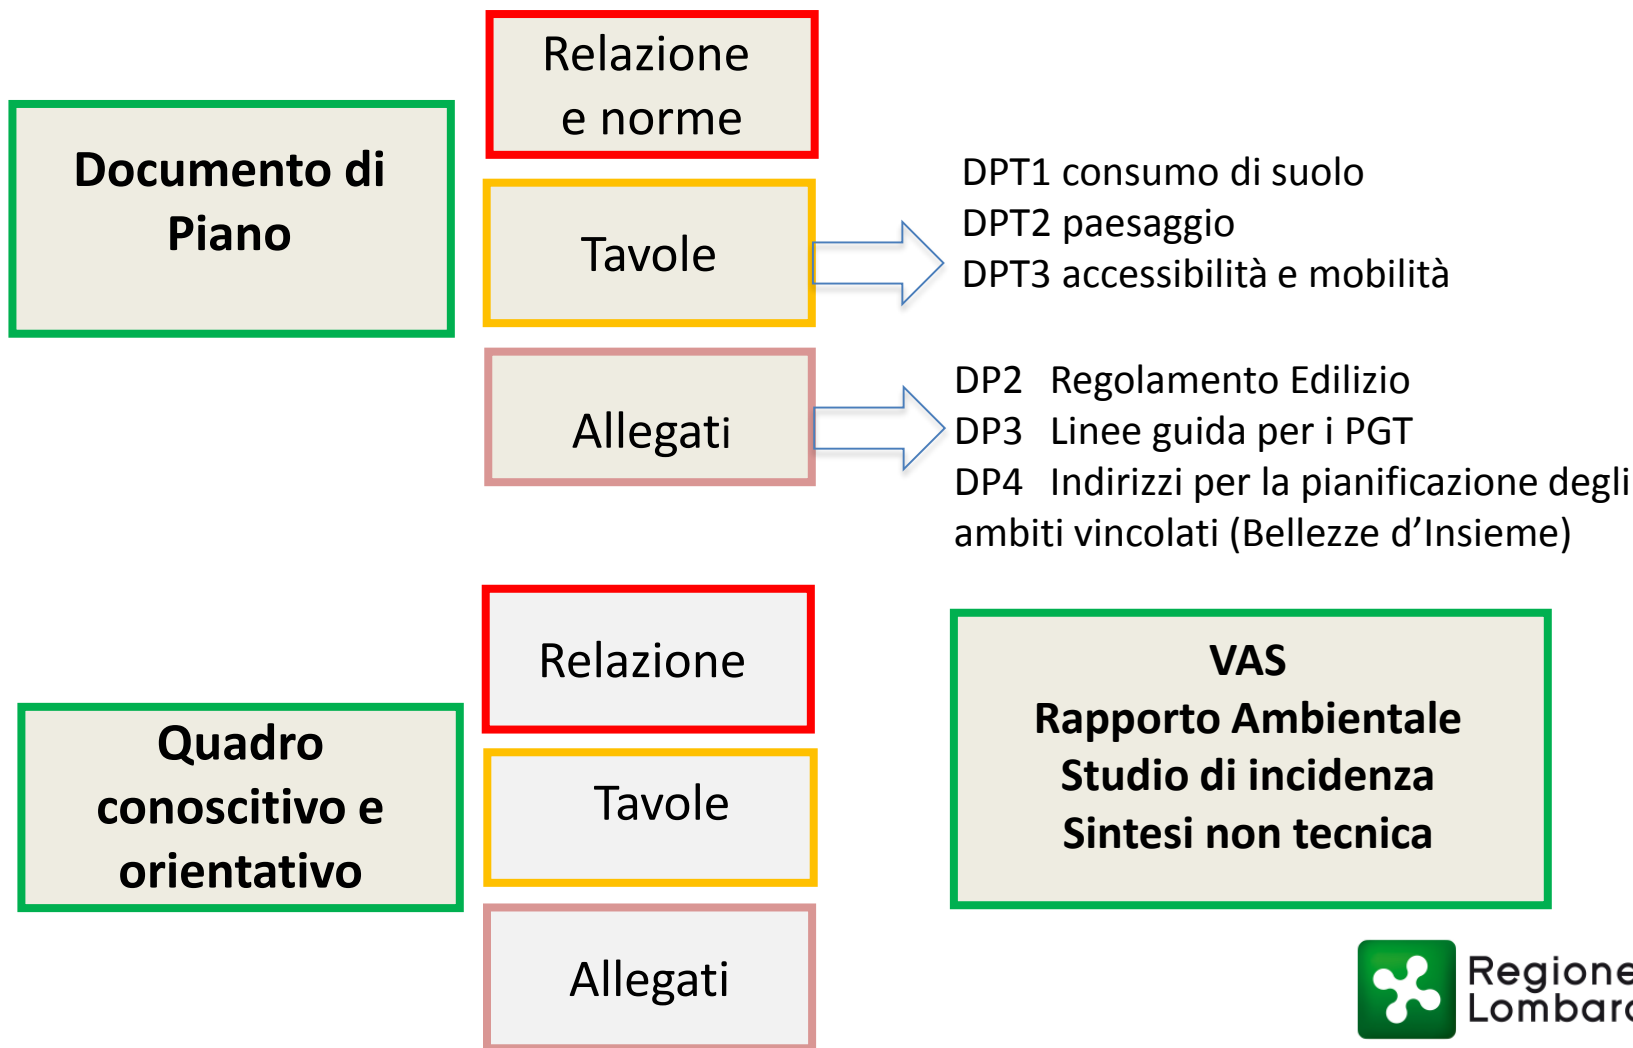 Documento di
Piano
Relazione
e norme
Tavole
DPT1 consumo di suolo
DPT2 paesaggio
DPT3 accessibilità e mobilità
Allegati
DP2 Regolamento Edilizio
DP3 Linee guida per i PGT
DP4 Indirizzi per la pianificazione degli
ambiti vincolati (Bellezze d’Insieme)
Quadro
conoscitivo e
orientativo
Relazione
Tavole
Allegati
VAS
Rapporto Ambientale
Studio di incidenza
Sintesi non tecnica
Regione